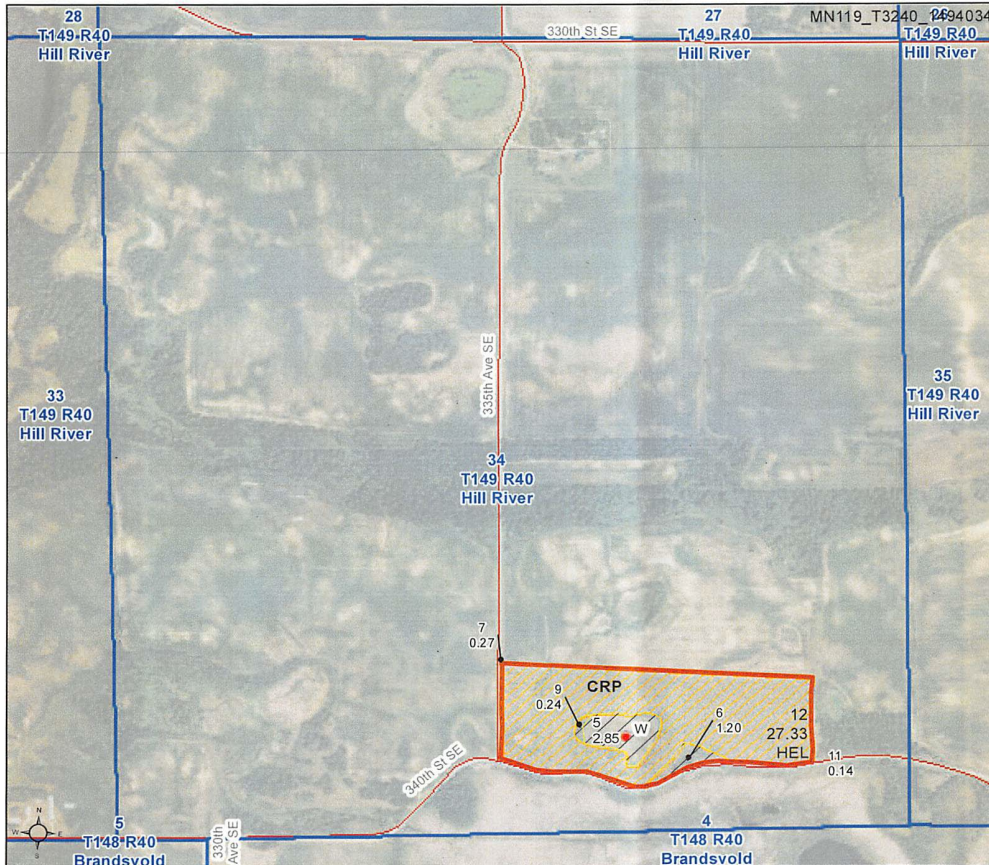 28
T149 R40
Hill River
330th St SE
27
T149 R40
Hill River
MN119_T3240_
26
T149 R40
Hill River
335th Ave SE
33
T149 R40
Hill River
35
T149 R40
Hill River
34
T149 R40
Hill River
7
0.27
CRP
9
0.24
5
2.85
W
6
1.20
12
27.33
HEL
11
0.14
340th St SE
N
W
E
S
5
T148 R40
Brandsvold
330th
Ave SE
4
T148 R40
Brandsvold